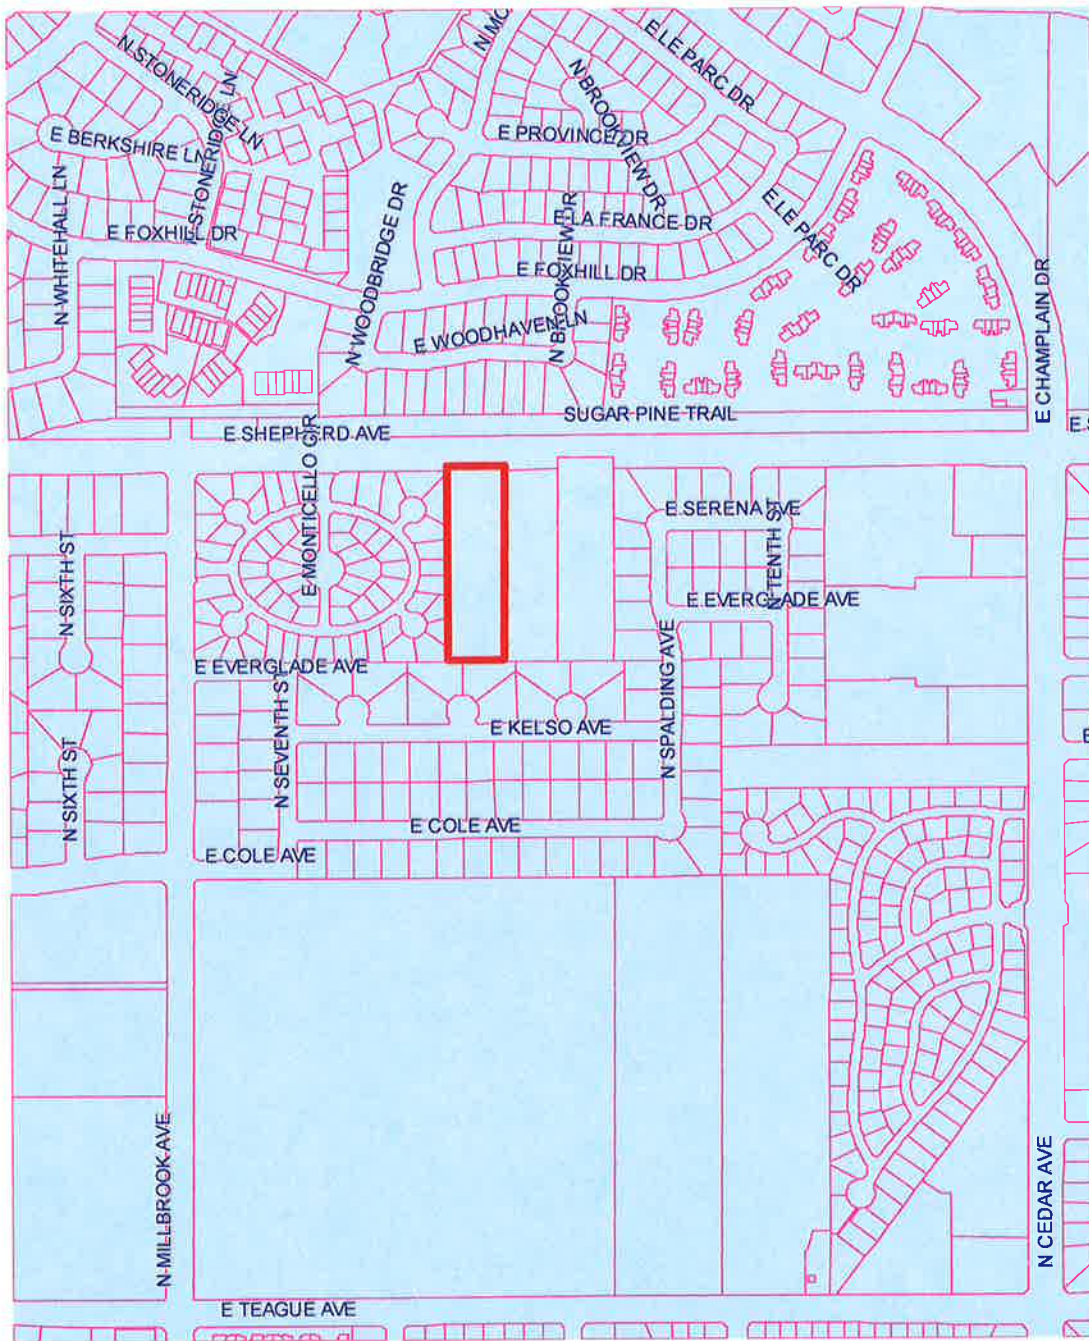 N MO
E LE PARC DR
N STONERIDGE LN
N BROOKVIEW DR
E PROVINCE DR
E BERKSHIRE LN
N STONERIDGE LN
N WHITEHALL LN
E FOXHILL DR
N WOODBRIDGE DR
E LA FRANCE DR
E LE PARC DR
E FOXHILL DR
N BROOKVIEW DR
E WOODHAVEN LN
E CHAMPLAIN DR
SUGAR PINE TRAIL
E SHEPHERD AVE
E S
E MONTICELLO CIR
E SERENA AVE
N TENTH ST
N SIXTH ST
E EVERGLADE AVE
E EVERGLADE AVE
N SPALDING AVE
N SEVENTH ST
E KELSO AVE
E
N SIXTH ST
E COLE AVE
E COLE AVE
N MILLBROOK AVE
N CEDAR AVE
E TEAGUE AVE